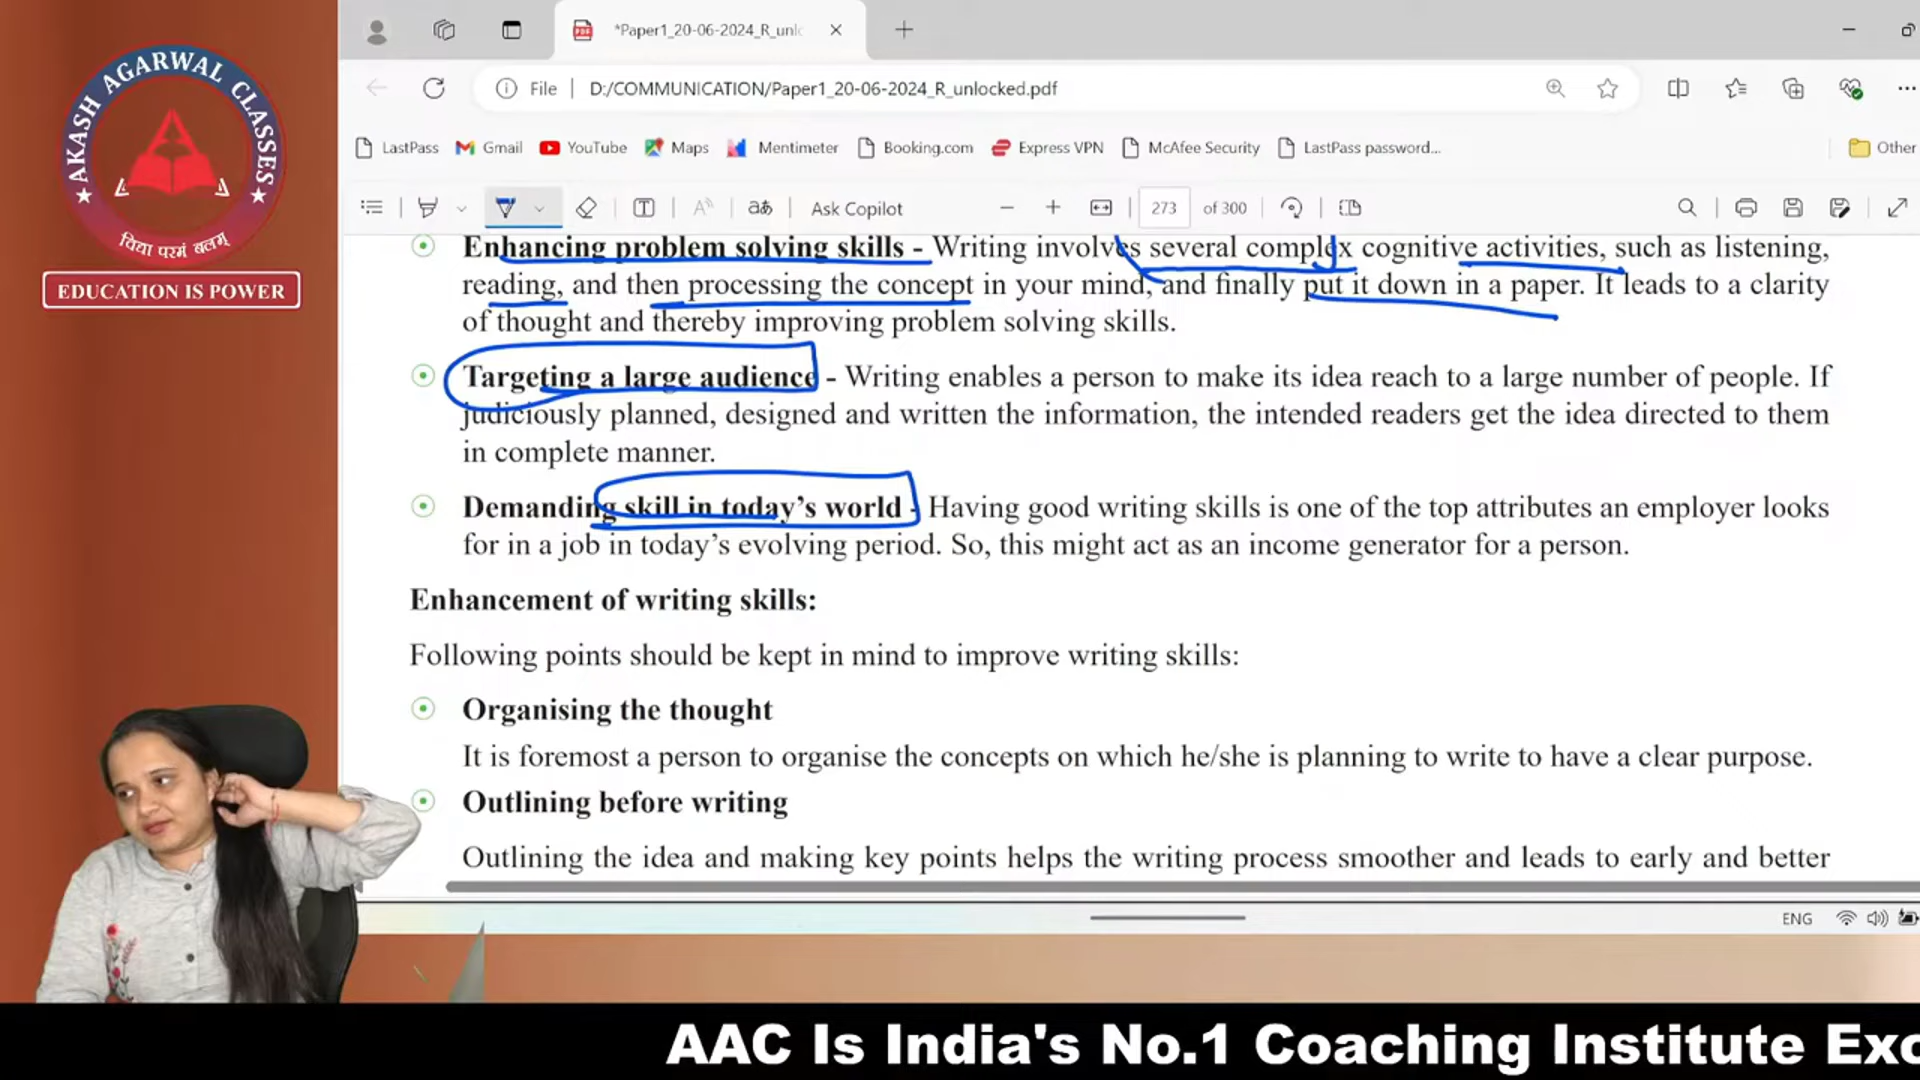 AKASH AGARWAL CLASSES
विद्या परमं बलम्
EDUCATION IS POWER
*Paper1_20-06-2024_R_unlo
File D:/COMMUNICATION/Paper1_20-06-2024_R_unlocked.pdf
LastPass Gmail YouTube Maps Mentimeter Booking.com Express VPN McAfee Security LastPass password... Other
Ask Copilot 273 of 300
Enhancing problem solving skills - Writing involves several complex cognitive activities, such as listening,
reading, and then processing the concept in your mind, and finally put it down in a paper. It leads to a clarity
of thought and thereby improving problem solving skills.
Targeting a large audience - Writing enables a person to make its idea reach to a large number of people. If
judiciously planned, designed and written the information, the intended readers get the idea directed to them
in complete manner.
Demanding skill in today's world - Having good writing skills is one of the top attributes an employer looks
for in a job in today's evolving period. So, this might act as an income generator for a person.
Enhancement of writing skills:
Following points should be kept in mind to improve writing skills:
Organising the thought
It is foremost a person to organise the concepts on which he/she is planning to write to have a clear purpose.
Outlining before writing
Outlining the idea and making key points helps the writing process smoother and leads to early and better
ENG
AAC Is India's No.1 Coaching Institute Exc